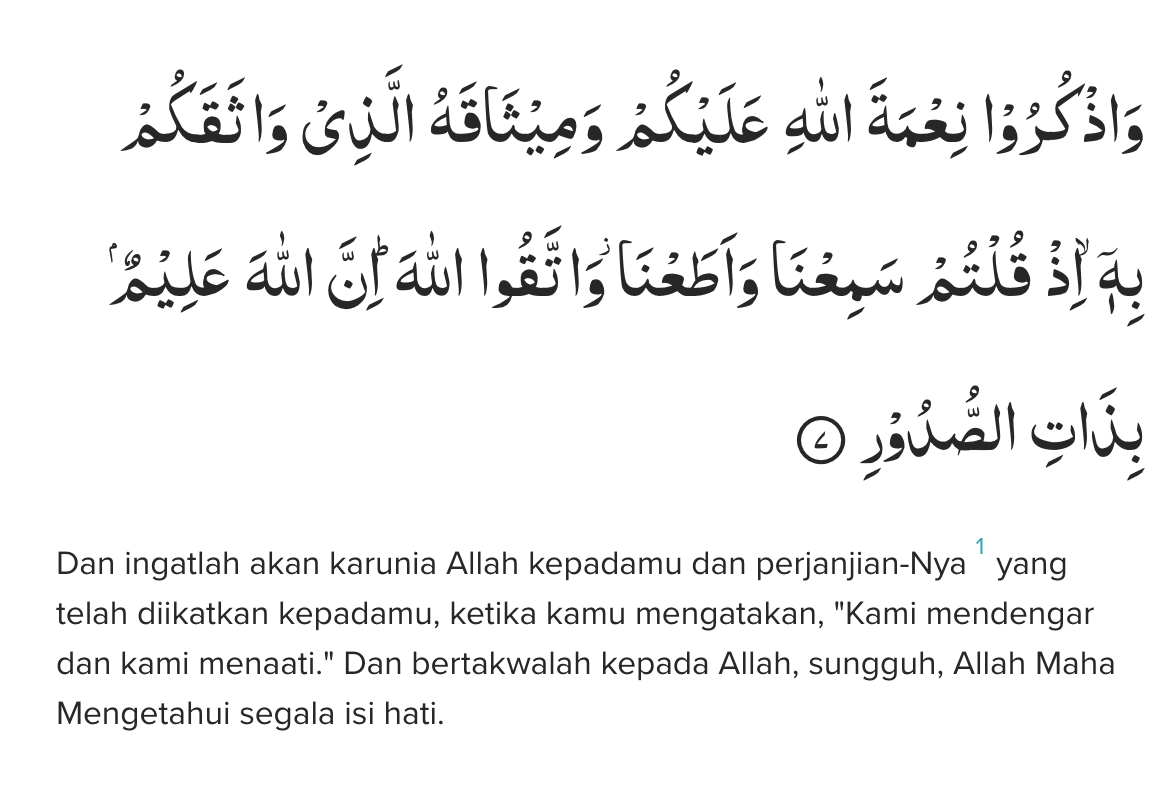 وَاذْكُرُوْا نِعْمَةَ اللّٰهِ عَلَيْكُمْ وَمِيْثَاقَهُ الَّذِيْ وَاثَقَكُمْ
بِهٖٓ ۙاِذْ قُلْتُمْ سَمِعْنَا وَاَطَعْنَا ۖوَاتَّقُوا اللّٰهَ ۗاِنَّ اللّٰهَ عَلِيْمٌ ۢ
بِذَاتِ الصُّدُوْرِ ٧
Dan ingatlah akan karunia Allah kepadamu dan perjanjian-Nya 1 yang
telah diikatkan kepadamu, ketika kamu mengatakan, "Kami mendengar
dan kami menaati." Dan bertakwalah kepada Allah, sungguh, Allah Maha
Mengetahui segala isi hati.